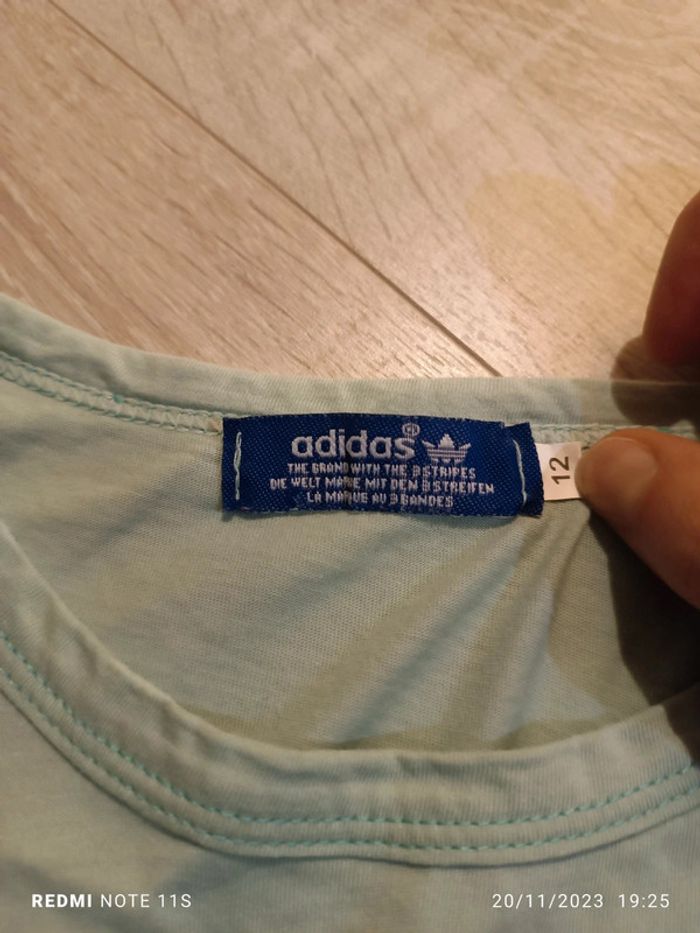 adidas®
THE BRAND WITH THE 3 STRIPES
DIE WELT MARKE MIT DEN 3 STREIFEN
LA MARQUE AU 3 BANDES
12
REDMI NOTE 11S
20/11/2023 19:25